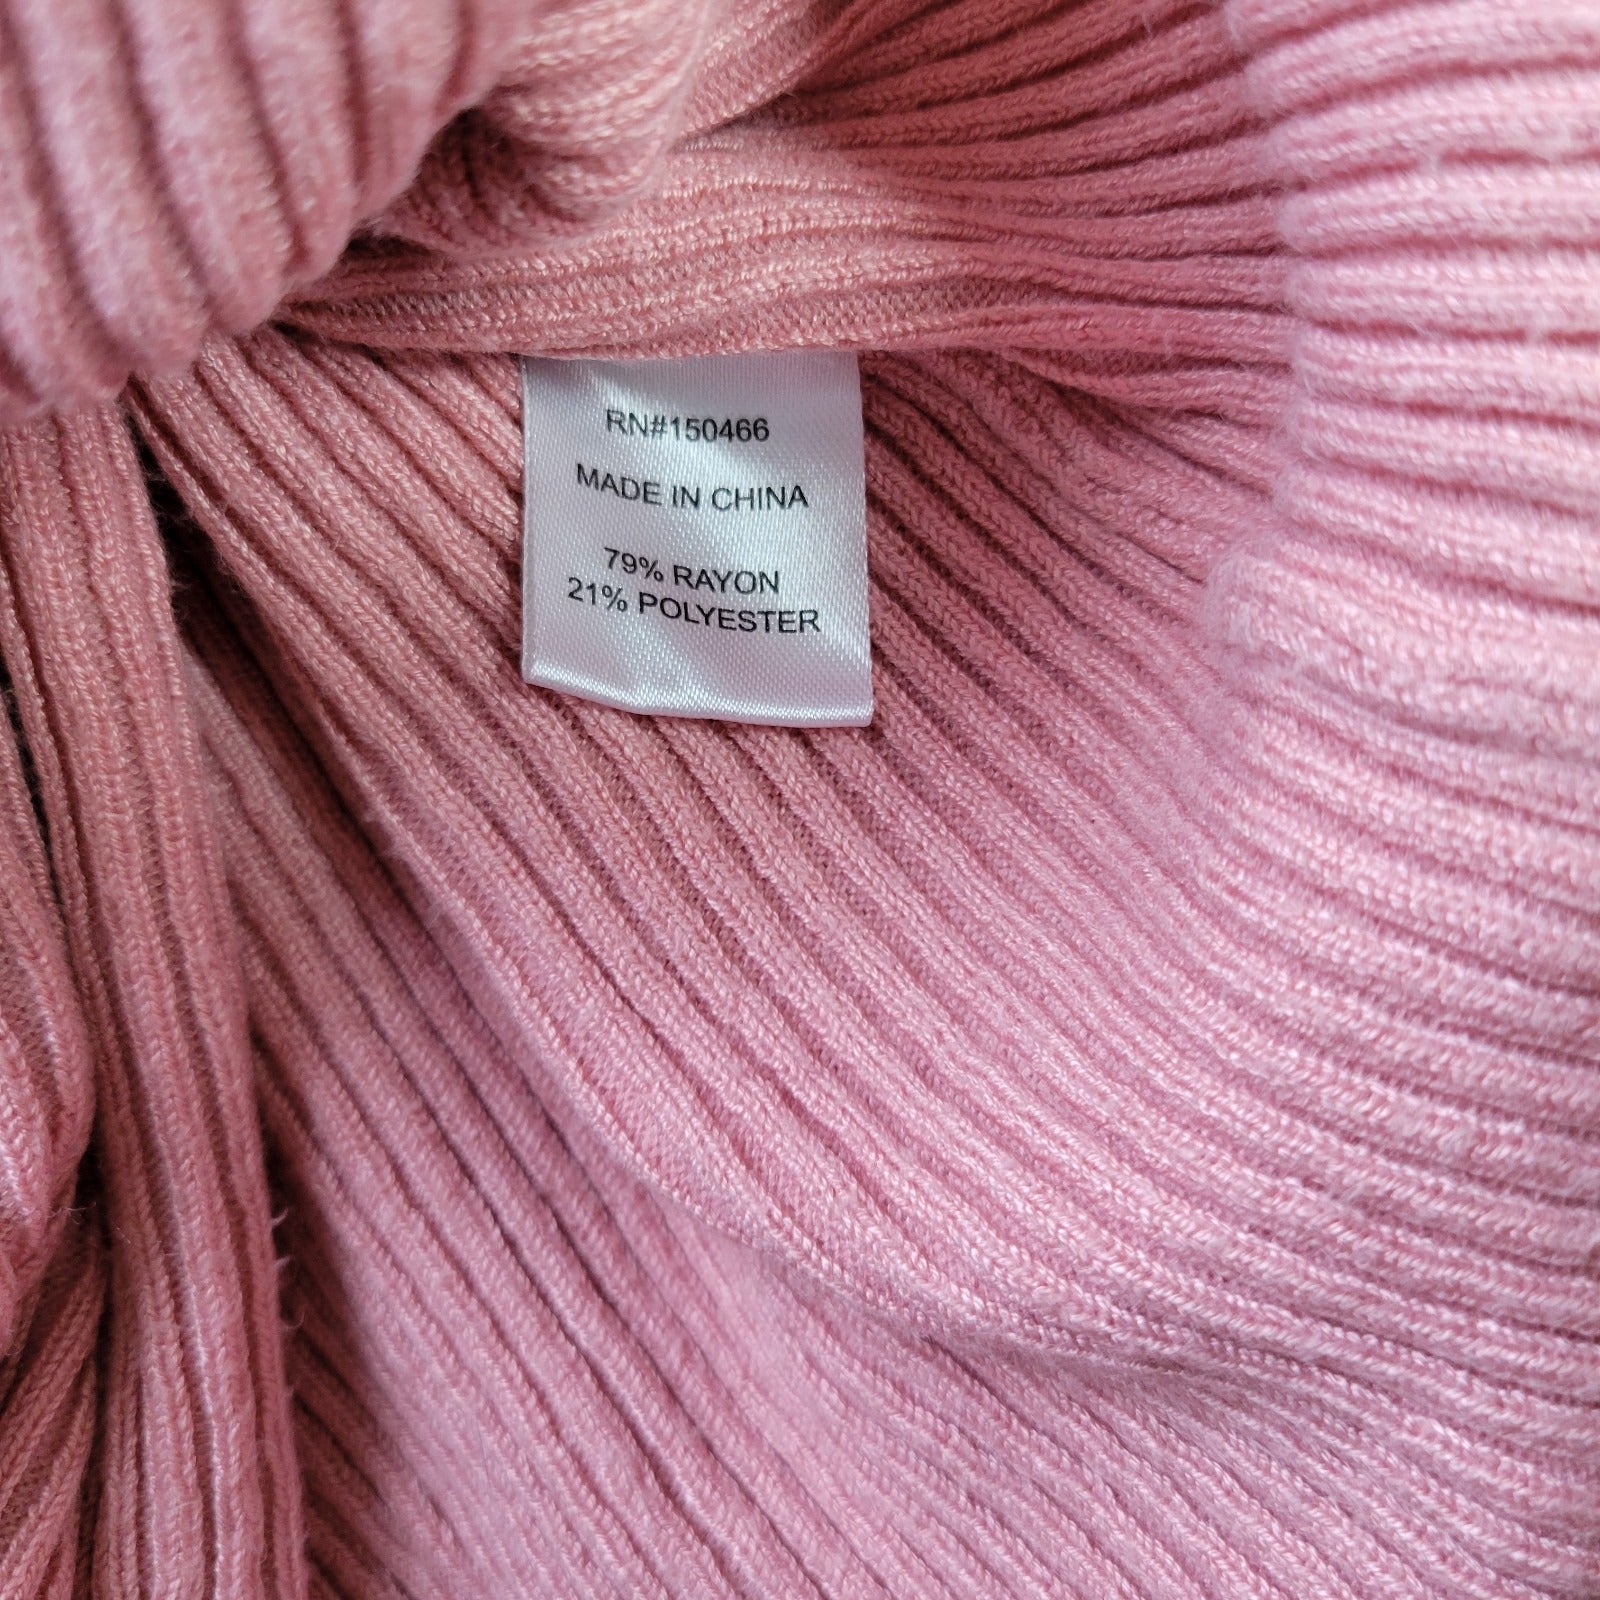 RN#150466
MADE IN CHINA
79% RAYON
21% POLYESTER